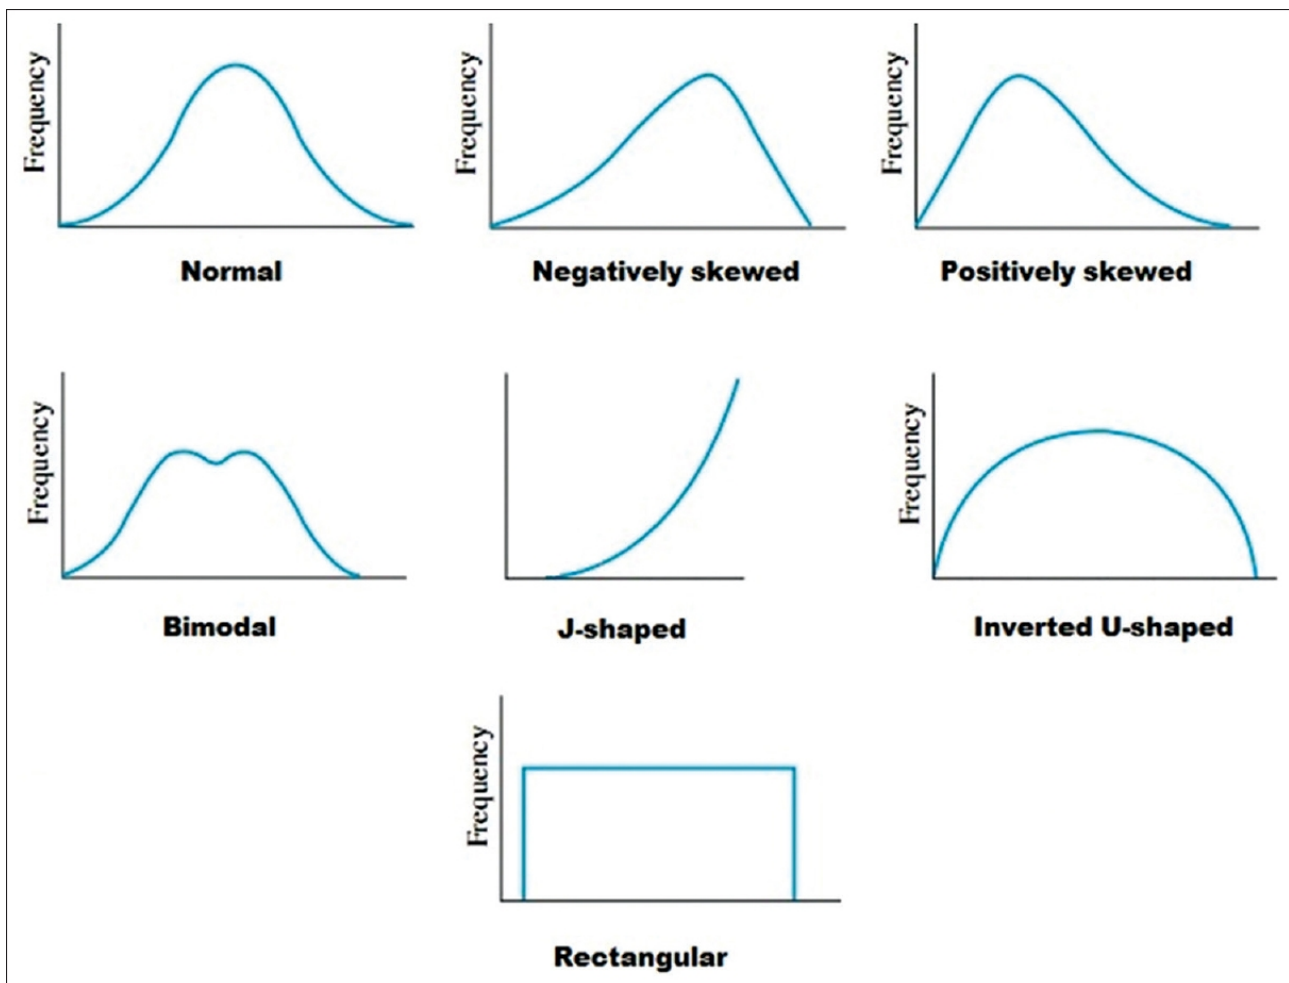 Frequency
Frequency
Frequency
Normal
Negatively skewed
Positively skewed
Frequency
Frequency
Bimodal
J-shaped
Inverted U-shaped
Frequency
Rectangular